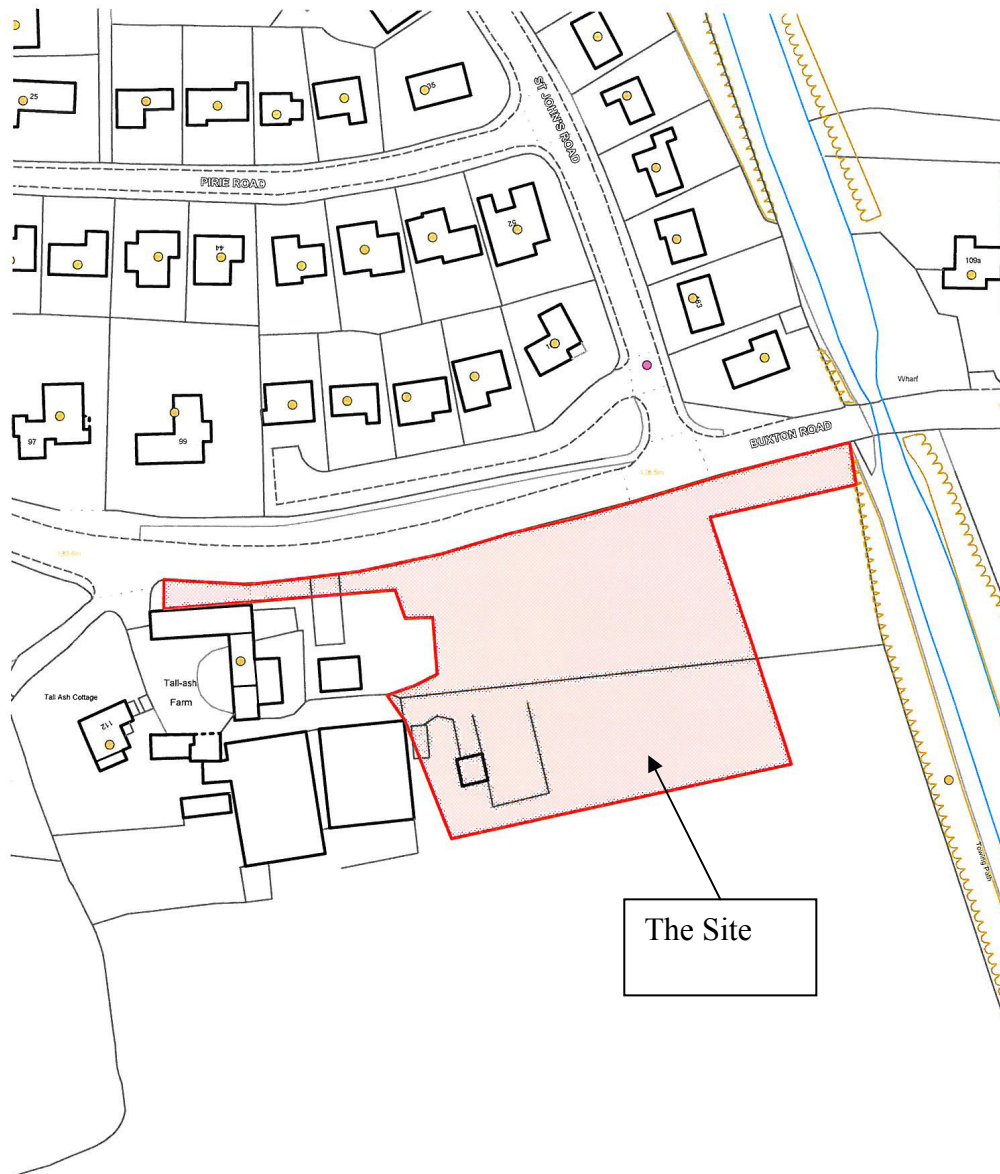 25
35
ST JOHN'S ROAD
PIRIE ROAD
52
44
109a
Wharf
97
99
BUXTON ROAD
Tall Ash Cottage
Tall-ash
Farm
112
Towing Path
The Site